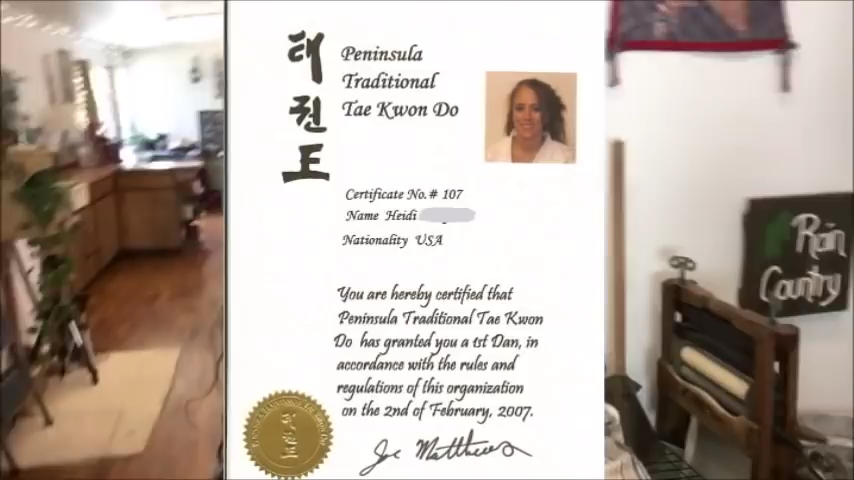 태
권
도
Peninsula
Traditional
Tae Kwon Do
Certificate No. # 107
Name Heidi
Nationality USA
You are hereby certified that
Peninsula Traditional Tae Kwon
Do has granted you a 1st Dan, in
accordance with the rules and
regulations of this organization
on the 2nd of February, 2007.
Joe Matthews
Rain
Country